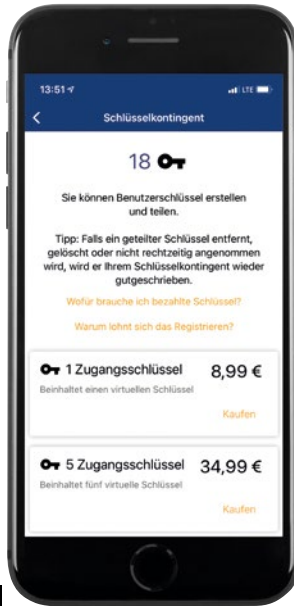 13:51
LTE
Schlüsselkontingent
18
Sie können Benutzerschlüssel erstellen
und teilen.
Tipp: Falls ein geteilter Schlüssel entfernt,
gelöscht oder nicht rechtzeitig angenommen
wird, wird er Ihrem Schlüsselkontingent wieder
gutgeschrieben.
Wofür brauche ich bezahlte Schlüssel?
Warum lohnt sich das Registrieren?
1 Zugangsschlüssel 8,99 €
Beinhaltet einen virtuellen Schlüssel
Kaufen
5 Zugangsschlüssel 34,99 €
Beinhaltet fünf virtuelle Schlüssel
Kaufen